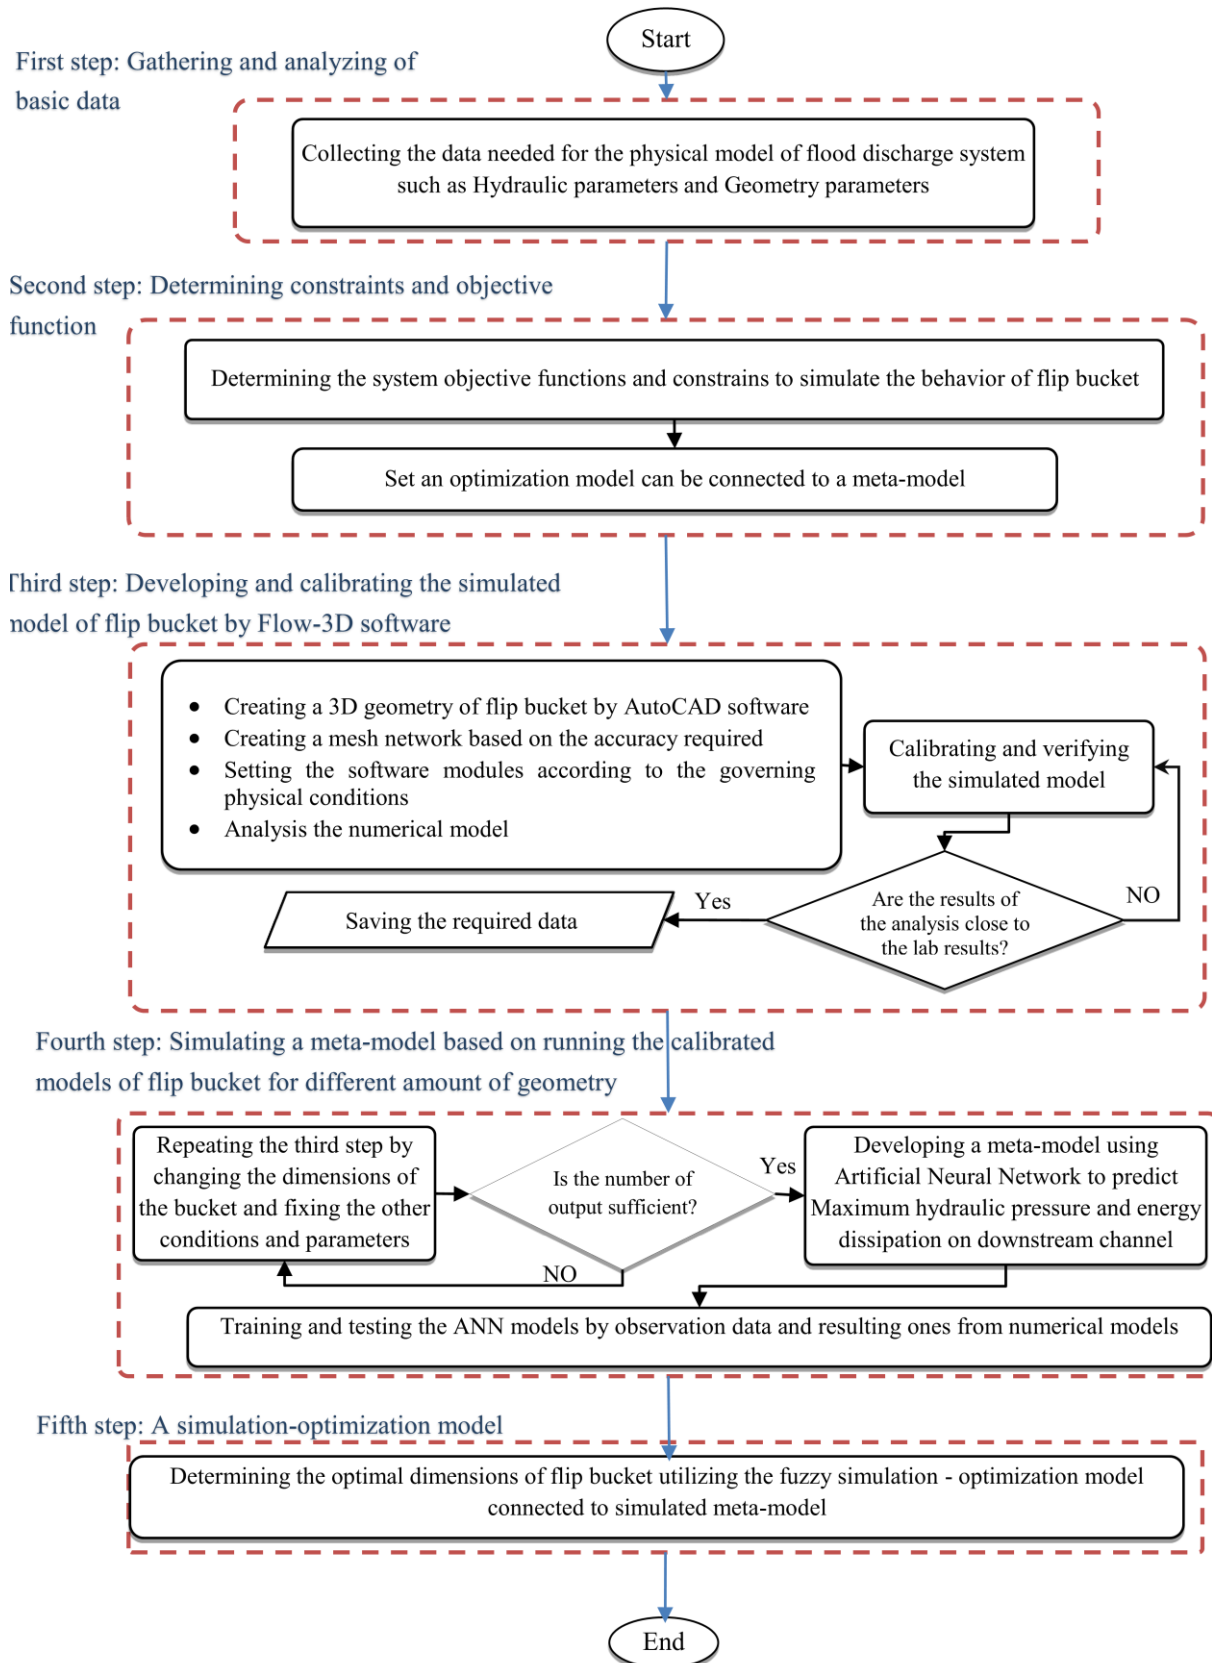 Start
First step: Gathering and analyzing of
basic data
Collecting the data needed for the physical model of flood discharge system
such as Hydraulic parameters and Geometry parameters
Second step: Determining constraints and objective
function
Determining the system objective functions and constrains to simulate the behavior of flip bucket
Set an optimization model can be connected to a meta-model
Third step: Developing and calibrating the simulated
model of flip bucket by Flow-3D software
• Creating a 3D geometry of flip bucket by AutoCAD software
• Creating a mesh network based on the accuracy required
• Setting the software modules according to the governing
physical conditions
• Analysis the numerical model
Calibrating and verifying
the simulated model
Are the results of
the analysis close to
the lab results?
NO
Yes
Saving the required data
Fourth step: Simulating a meta-model based on running the calibrated
models of flip bucket for different amount of geometry
Repeating the third step by
changing the dimensions of
the bucket and fixing the other
conditions and parameters
Is the number of
output sufficient?
NO
Yes
Developing a meta-model using
Artificial Neural Network to predict
Maximum hydraulic pressure and energy
dissipation on downstream channel
Training and testing the ANN models by observation data and resulting ones from numerical models
Fifth step: A simulation-optimization model
Determining the optimal dimensions of flip bucket utilizing the fuzzy simulation - optimization model
connected to simulated meta-model
End